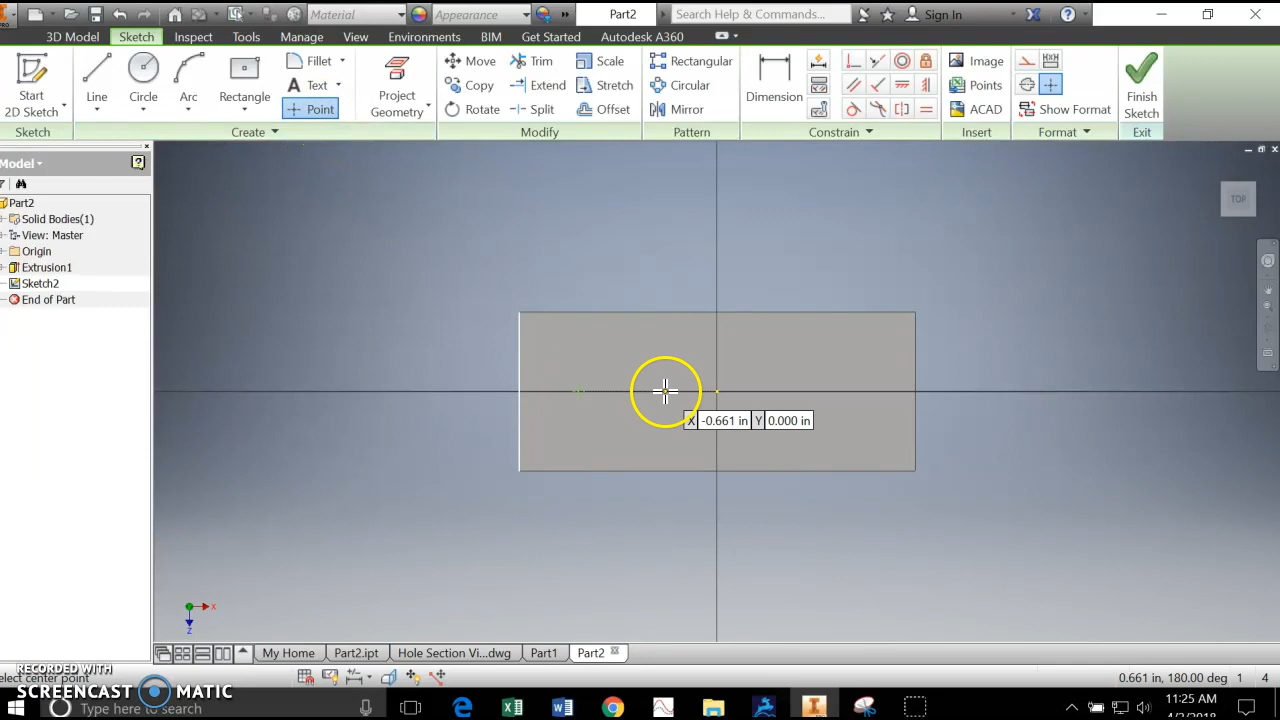 PRO
Material
Appearance
Part2
Search Help & Commands...
Sign In
3D Model
Sketch
Inspect
Tools
Manage
View
Environments
BIM
Get Started
Autodesk A360
Start
2D Sketch
Line
Circle
Arc
Rectangle
Fillet
Text
Point
Project
Geometry
Move
Copy
Rotate
Trim
Extend
Split
Scale
Stretch
Offset
Rectangular
Circular
Mirror
Dimension
Image
Points
ACAD
Show Format
Finish
Sketch
Sketch
Create
Modify
Pattern
Constrain
Insert
Format
Exit
Model
Part2
Solid Bodies(1)
View: Master
Origin
Extrusion1
Sketch2
End of Part
TOP
X -0.661 in Y 0.000 in
X
Z
My Home
Part2.ipt
Hole Section Vi...dwg
Part1
Part2
RECORDED WITH
SCREENCAST MATIC
elect center point
0.661 in, 180.00 deg 1 4
Type here to search
11:25 AM
4/2/2018